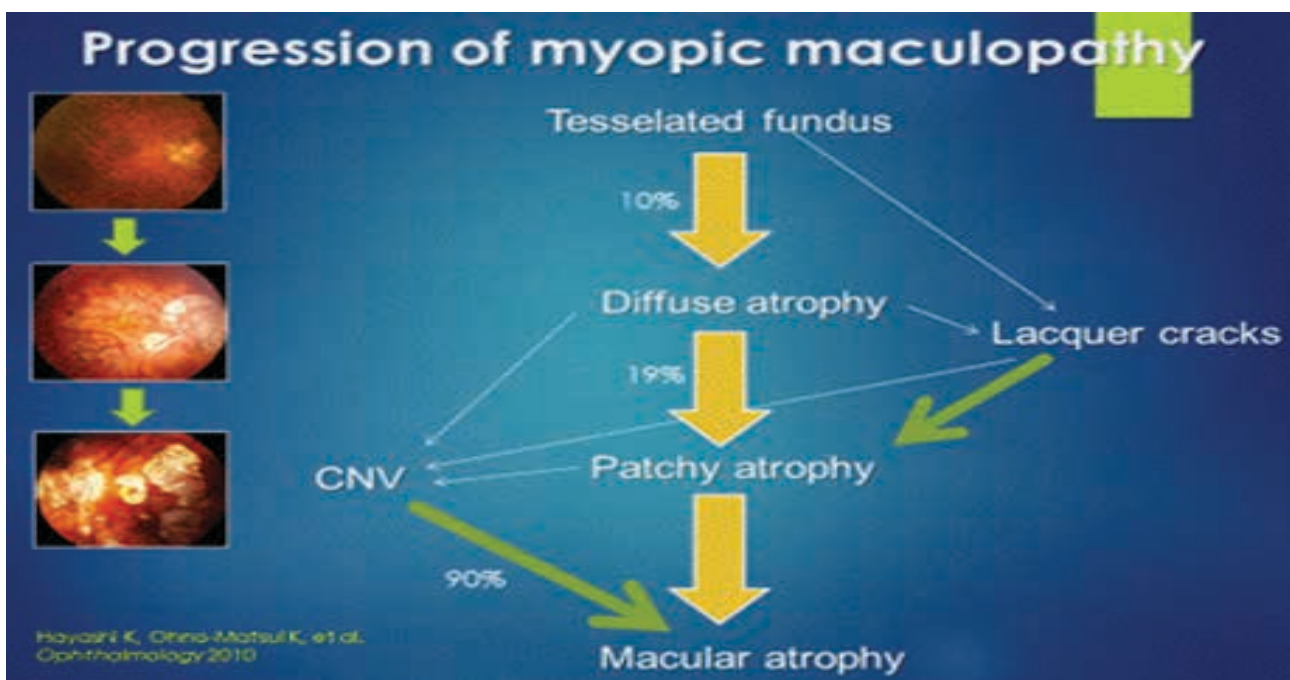 Progression of myopic maculopathy
Tesselated fundus
10%
Diffuse atrophy
Lacquer cracks
19%
Patchy atrophy
CNV
90%
Macular atrophy
Hayashi K, Ohno-Matsui K, et al.
Ophthalmology 2010